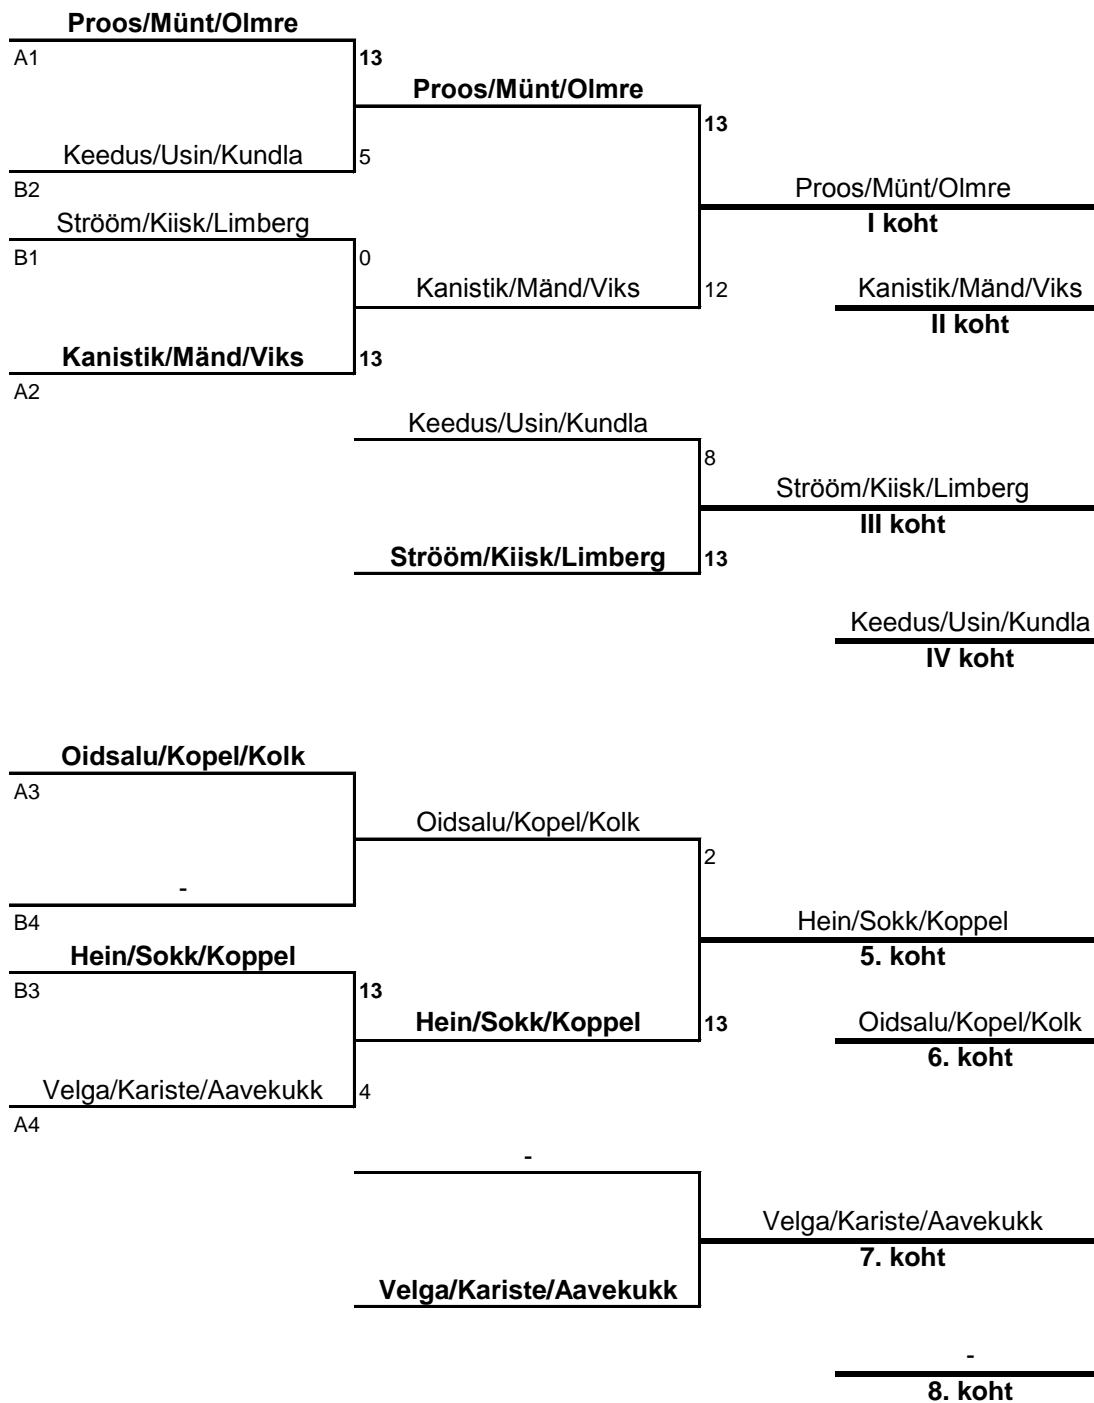 Proos/Münt/Olmre
A1
13
Proos/Münt/Olmre
13
Keedus/Usin/Kundla
5
B2
Proos/Münt/Olmre
I koht
Strööm/Kiisk/Limberg
B1
0
Kanistik/Mänd/Viks
12
Kanistik/Mänd/Viks
II koht
Kanistik/Mänd/Viks
13
A2
Keedus/Usin/Kundla
8
Strööm/Kiisk/Limberg
III koht
Strööm/Kiisk/Limberg
13
Keedus/Usin/Kundla
IV koht
Oidsalu/Kopel/Kolk
A3
Oidsalu/Kopel/Kolk
2
-
B4
Hein/Sokk/Koppel
5. koht
Hein/Sokk/Koppel
B3
13
Hein/Sokk/Koppel
13
Oidsalu/Kopel/Kolk
6. koht
Velga/Kariste/Aavekukk
4
A4
-
Velga/Kariste/Aavekukk
7. koht
Velga/Kariste/Aavekukk
-
8. koht